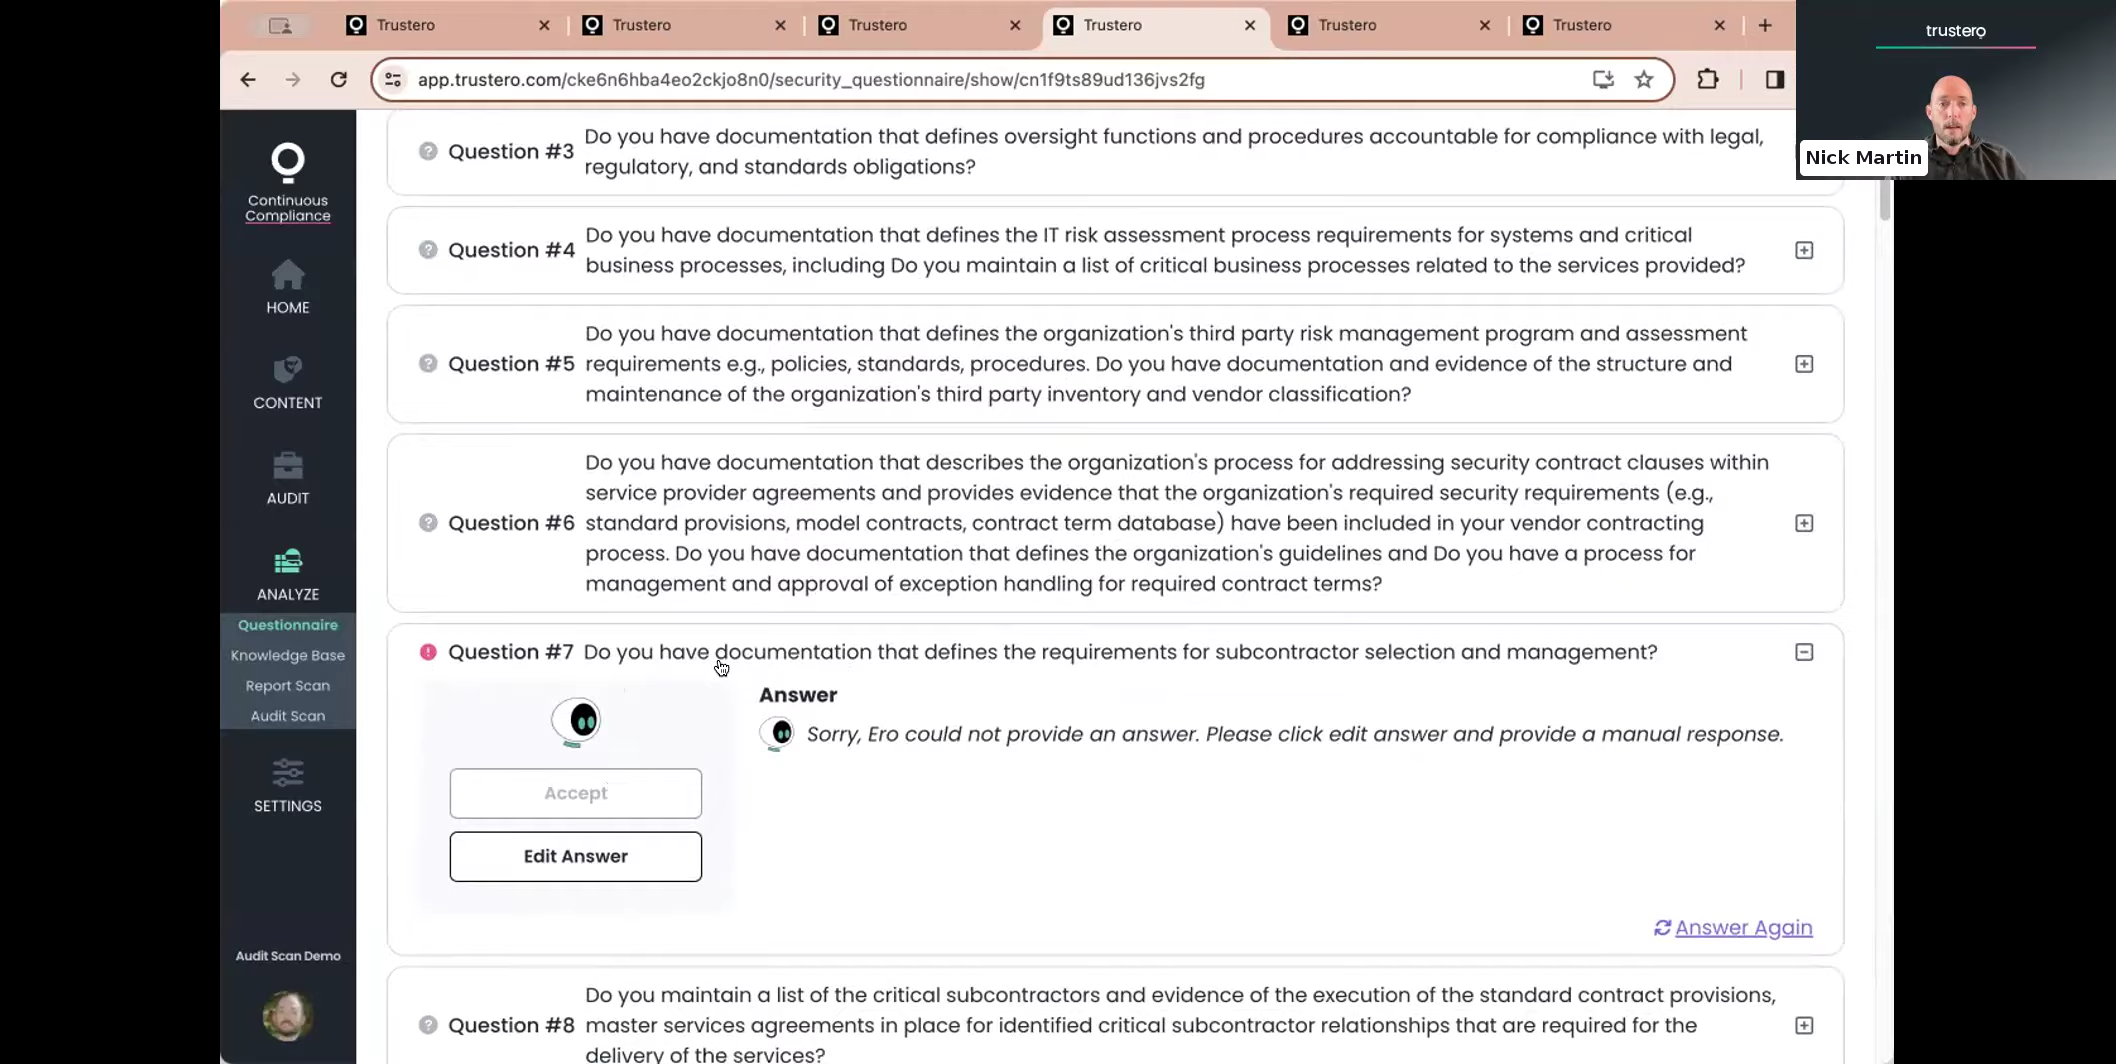 Trustero
Trustero
Trustero
Trustero
Trustero
Trustero
app.trustero.com/cke6n6hba4eo2ckjo8n0/security_questionnaire/show/cn1f9ts89ud136jvs2fg
trustero
Nick Martin
Continuous
Compliance
HOME
CONTENT
AUDIT
ANALYZE
Questionnaire
Knowledge Base
Report Scan
Audit Scan
SETTINGS
Audit Scan Demo
Question #3
Do you have documentation that defines oversight functions and procedures accountable for compliance with legal,
regulatory, and standards obligations?
Question #4
Do you have documentation that defines the IT risk assessment process requirements for systems and critical
business processes, including Do you maintain a list of critical business processes related to the services provided?
Question #5
Do you have documentation that defines the organization's third party risk management program and assessment
requirements e.g., policies, standards, procedures. Do you have documentation and evidence of the structure and
maintenance of the organization's third party inventory and vendor classification?
Question #6
Do you have documentation that describes the organization's process for addressing security contract clauses within
service provider agreements and provides evidence that the organization's required security requirements (e.g.,
standard provisions, model contracts, contract term database) have been included in your vendor contracting
process. Do you have documentation that defines the organization's guidelines and Do you have a process for
management and approval of exception handling for required contract terms?
Question #7 Do you have documentation that defines the requirements for subcontractor selection and management?
Accept
Edit Answer
Answer
Sorry, Ero could not provide an answer. Please click edit answer and provide a manual response.
Answer Again
Question #8
Do you maintain a list of the critical subcontractors and evidence of the execution of the standard contract provisions,
master services agreements in place for identified critical subcontractor relationships that are required for the
delivery of the services?